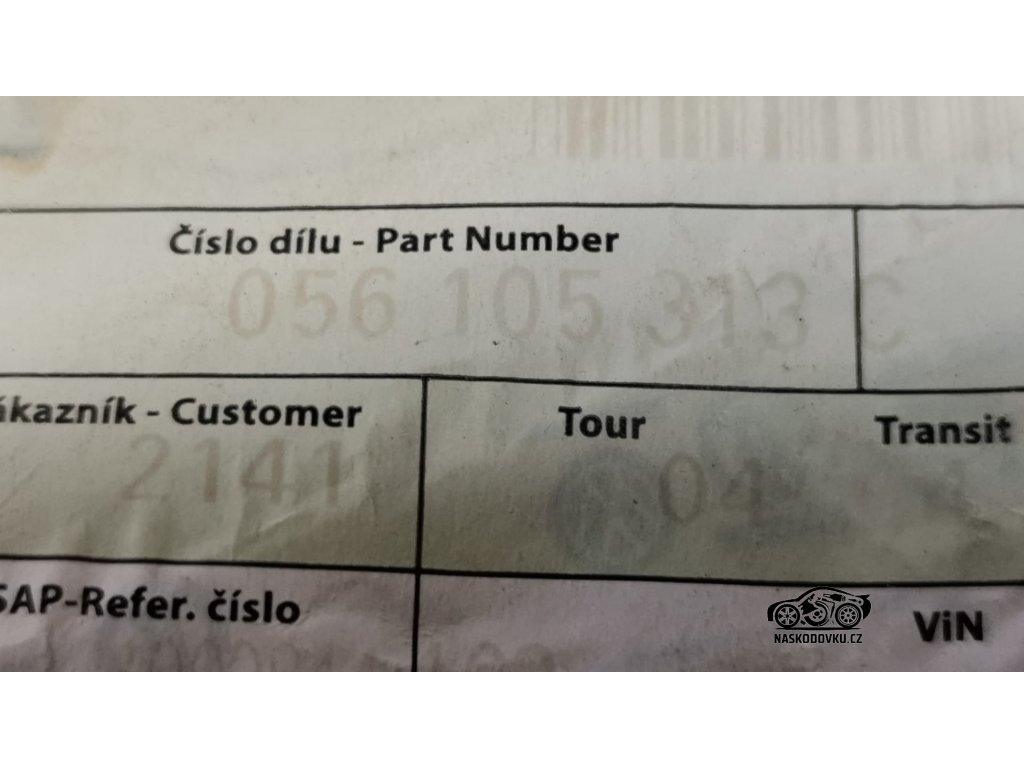 Číslo dílu - Part Number
056 105 313 C
ákazník - Customer
Tour
Transit
2141
04
SAP-Refer. číslo
ViN
NASKODOVKU.CZ